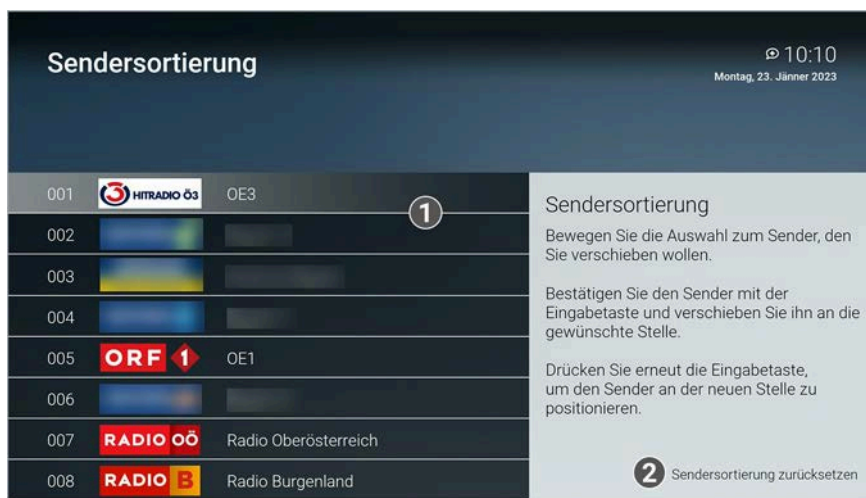 Sendersortierung
10:10
Montag, 23. Jänner 2023
001 3 HITRADIO Ö3 OE3
1
002
003
004
005 ORF 1 OE1
006
007 RADIO OÖ Radio Oberösterreich
008 RADIO B Radio Burgenland
Sendersortierung
Bewegen Sie die Auswahl zum Sender, den
Sie verschieben wollen.
Bestätigen Sie den Sender mit der
Eingabetaste und verschieben Sie ihn an die
gewünschte Stelle.
Drücken Sie erneut die Eingabetaste,
um den Sender an der neuen Stelle zu
positionieren.
2 Sendersortierung zurücksetzen